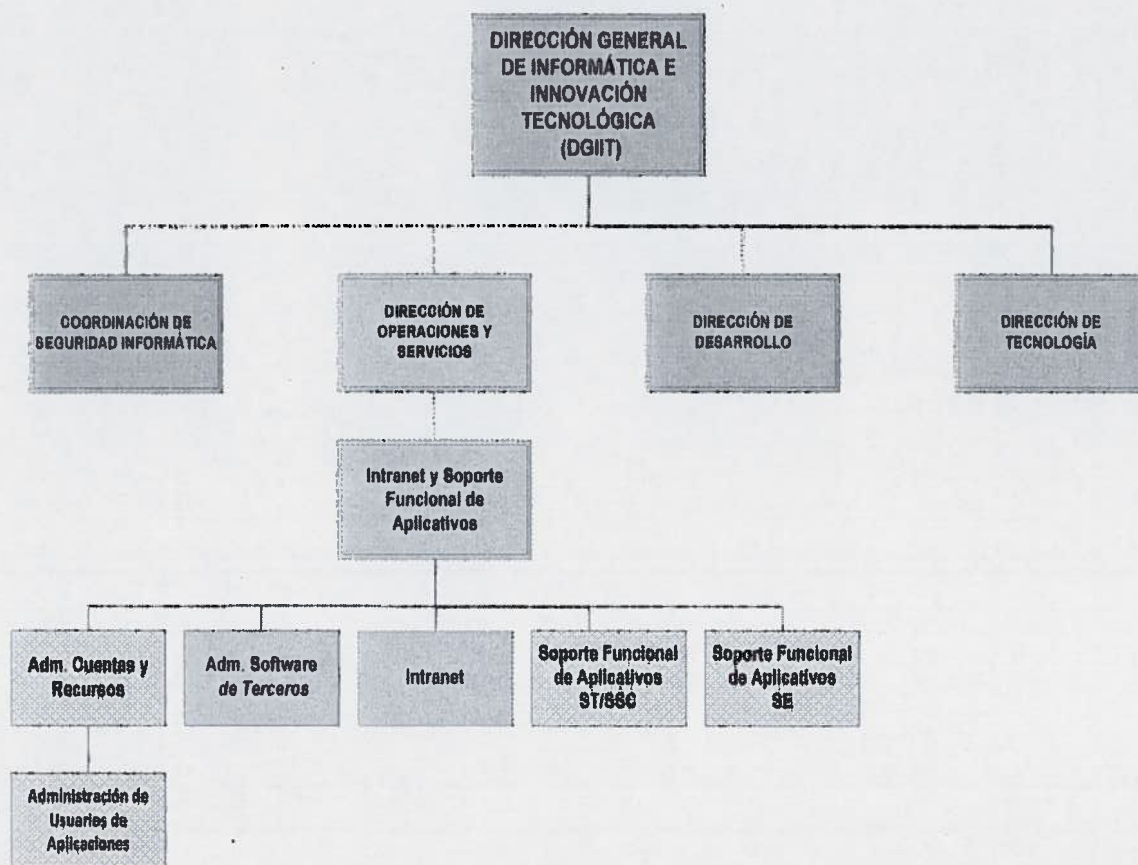 DIRECCIÓN GENERAL
DE INFORMÁTICA E
INNOVACIÓN
TECNOLÓGICA
(DGIIT)
COORDINACIÓN DE
SEGURIDAD INFORMÁTICA
DIRECCIÓN DE
OPERACIONES Y
SERVICIOS
DIRECCIÓN DE
DESARROLLO
DIRECCIÓN DE
TECNOLOGÍA
Intranet y Soporte
Funcional de
Aplicativos
Adm. Cuentas y
Recursos
Adm. Software
de Terceros
Intranet
Soporte Funcional
de Aplicativos
ST/SSC
Soporte Funcional
de Aplicativos
SE
Administración de
Usuarios de
Aplicaciones